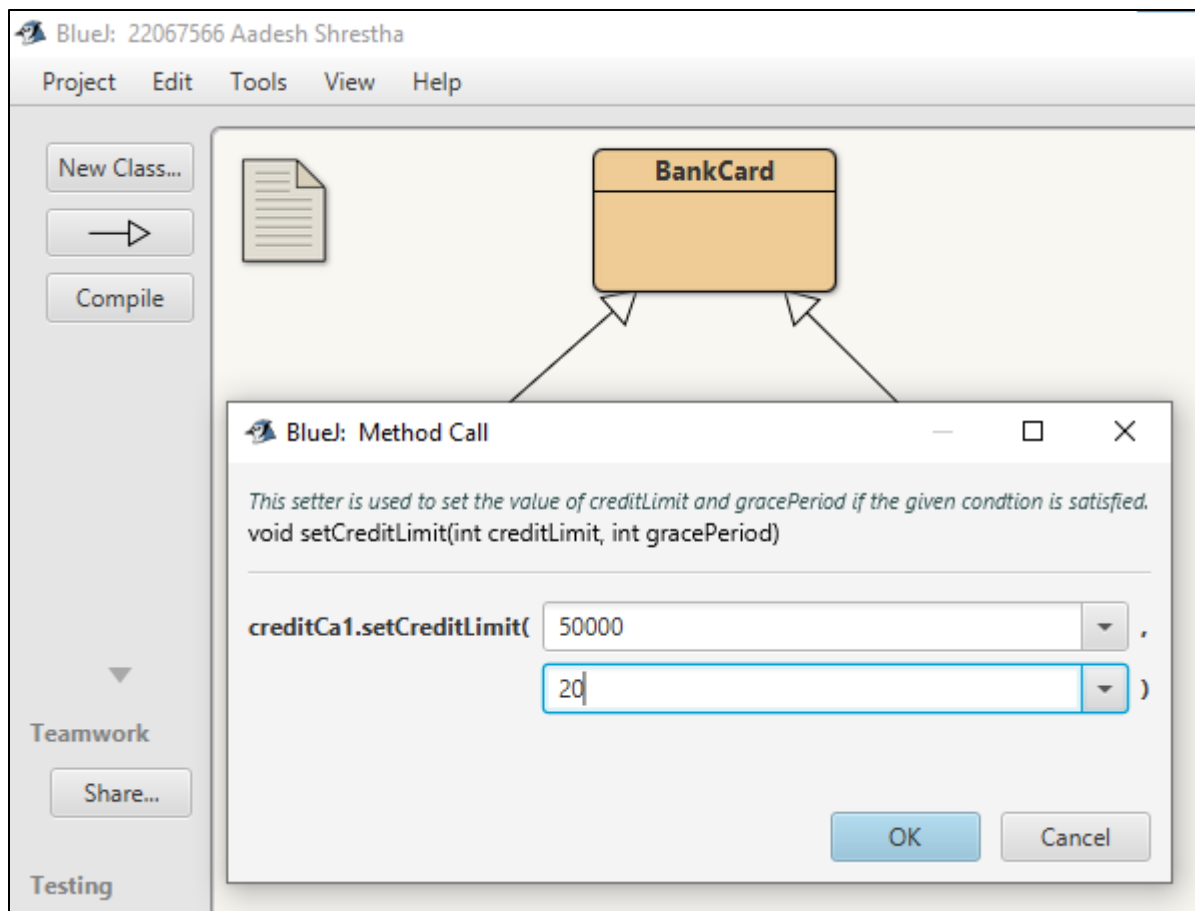 BlueJ: 22067566 Aadesh Shrestha
Project Edit Tools View Help
New Class...
BankCard
Compile
BlueJ: Method Call
This setter is used to set the value of creditLimit and gracePeriod if the given condtion is satisfied.
void setCreditLimit(int creditLimit, int gracePeriod)
creditCa1.setCreditLimit( 50000 ,
20 )
Teamwork
Share...
OK Cancel
Testing